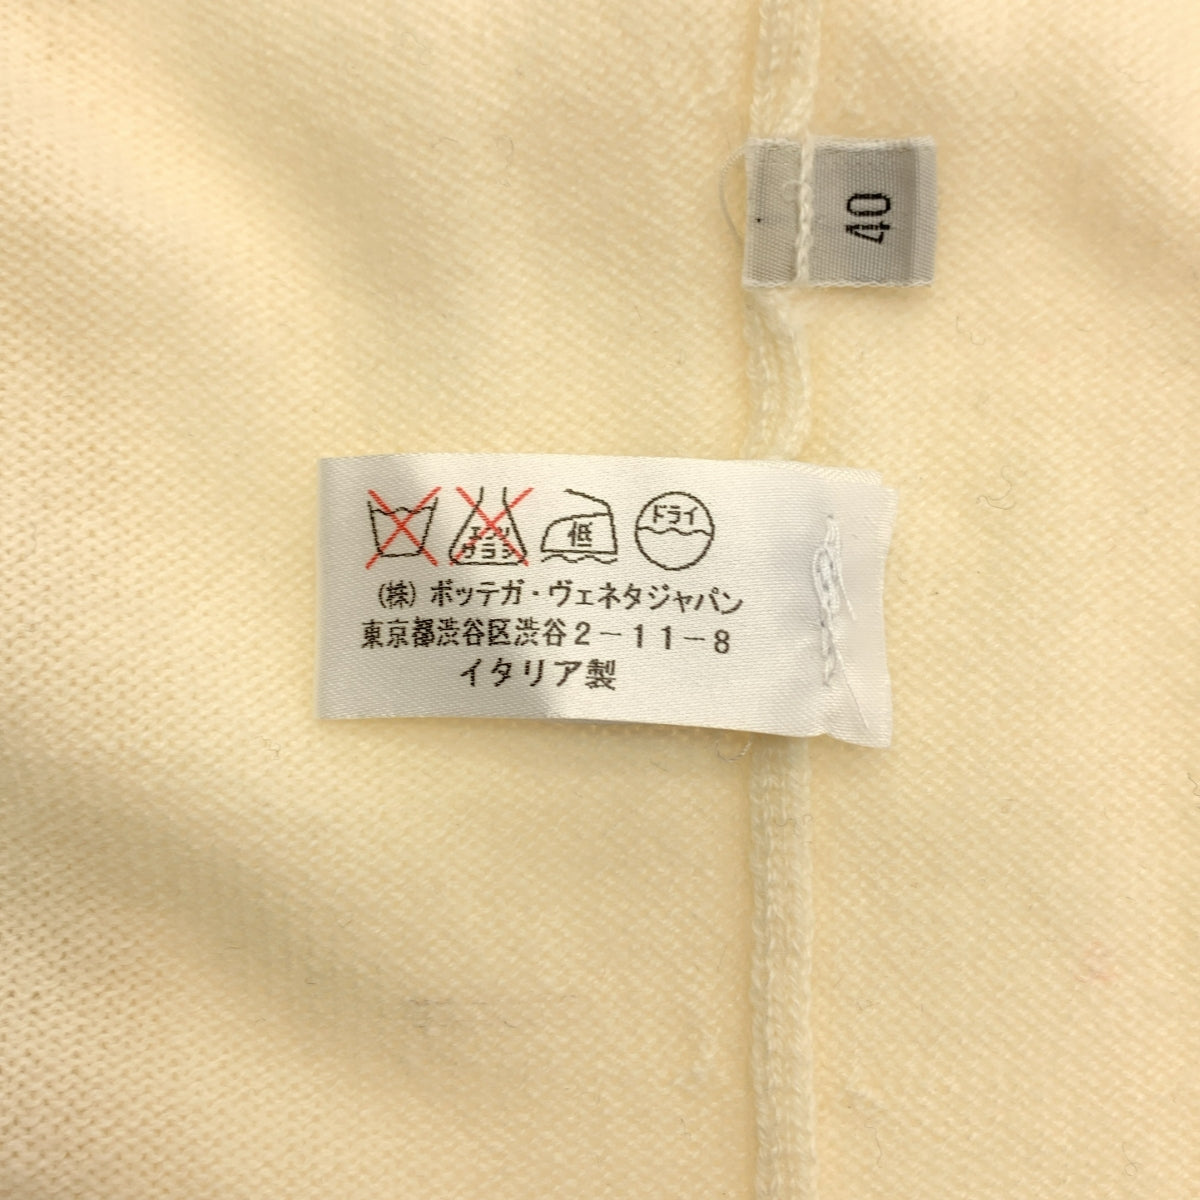 40
エンソ
サラシ
低
ドライ
(株) ボッテガ・ヴェネタジャパン
東京都渋谷区渋谷2-11-8
イタリア製